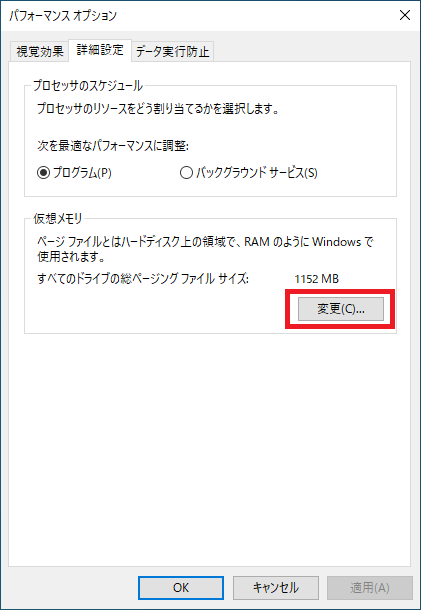 パフォーマンス オプション
視覚効果 詳細設定 データ実行防止
プロセッサのスケジュール
プロセッサのリソースをどう割り当てるかを選択します。
次を最適なパフォーマンスに調整:
プログラム(P) バックグラウンド サービス(S)
仮想メモリ
ページ ファイルとはハードディスク上の領域で、RAM のように Windows で
使用されます。
すべてのドライブの総ページング ファイル サイズ: 1152 MB
変更(C)...
OK キャンセル 適用(A)